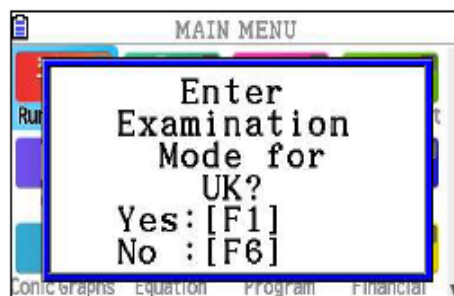 MAIN MENU
Enter
Examination
Mode for
UK?
Yes:[F1]
No :[F6]
Conic Graphs Equation Program Financial